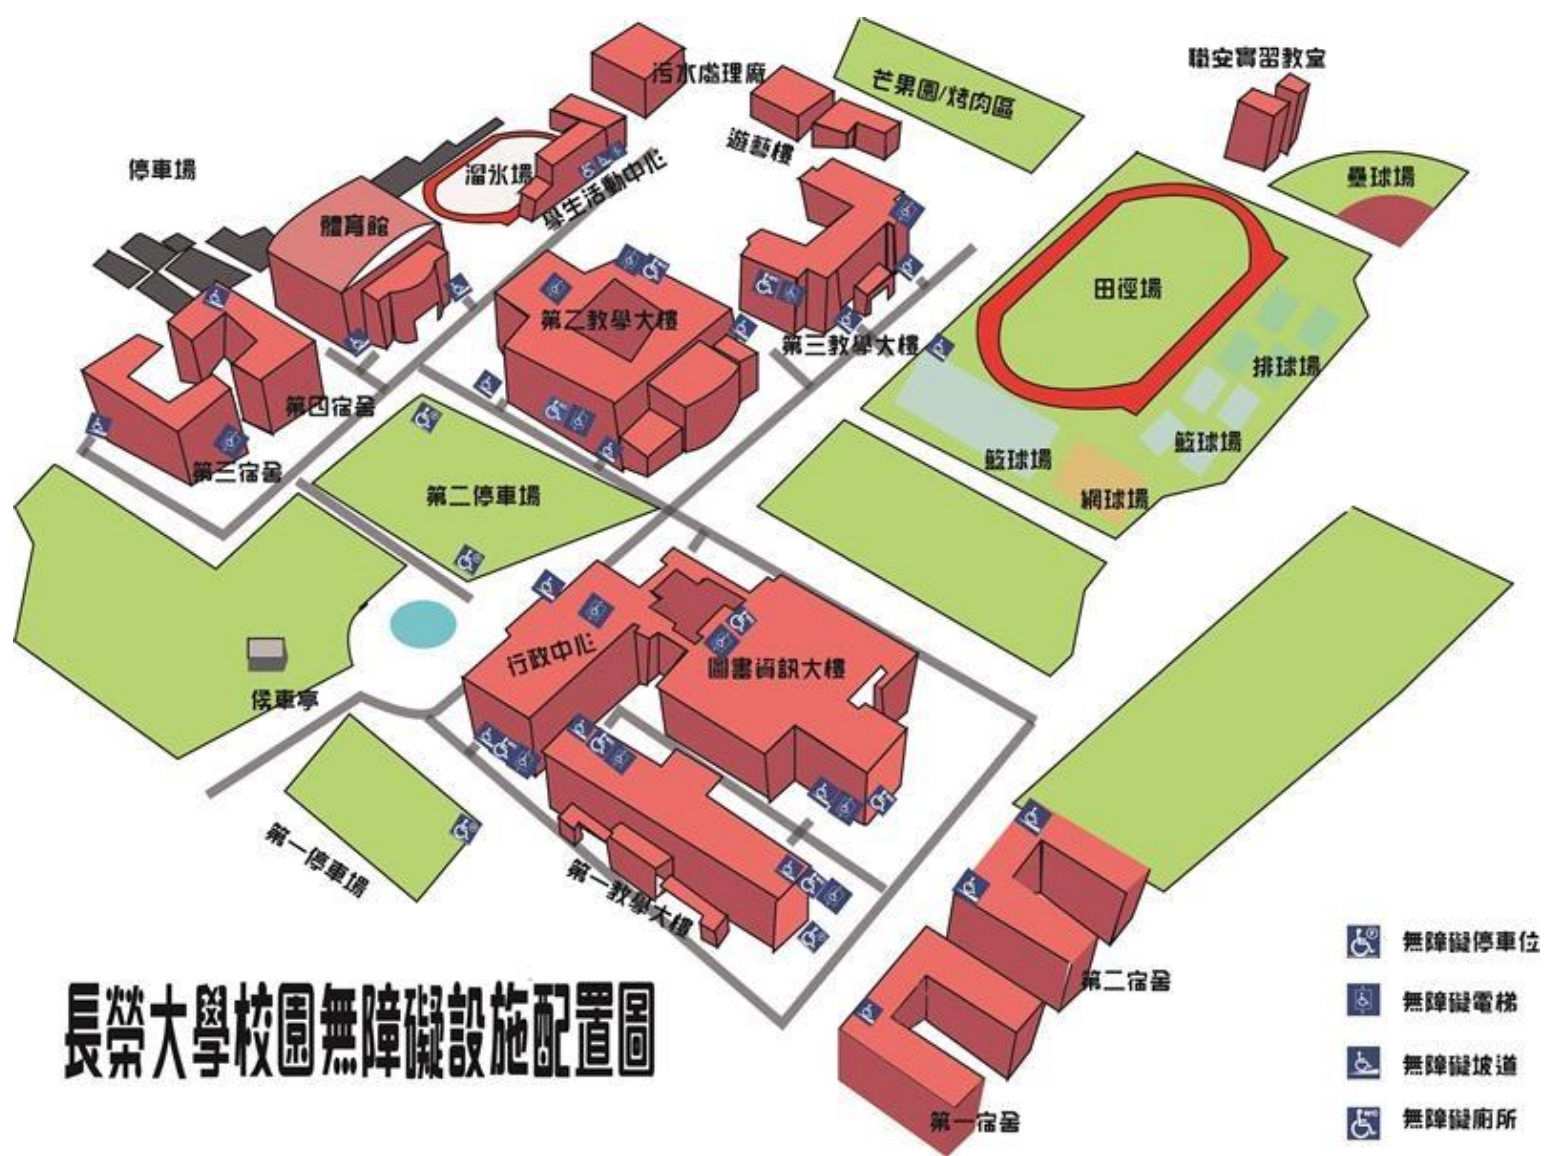 污水處理廠
職安實習教室
芒果園/烤肉區
遊藝樓
停車場
溜冰場
學生活動中心
壘球場
體育館
田徑場
第二教學大樓
第三教學大樓
排球場
第四宿舍
籃球場
第三宿舍
籃球場
第二停車場
網球場
行政中心
圖書資訊大樓
侯車亭
第一停車場
第一教學大樓
第二宿舍
第一宿舍
長榮大學校園無障礙設施配置圖
無障礙停車位
無障礙電梯
無障礙坡道
無障礙廁所